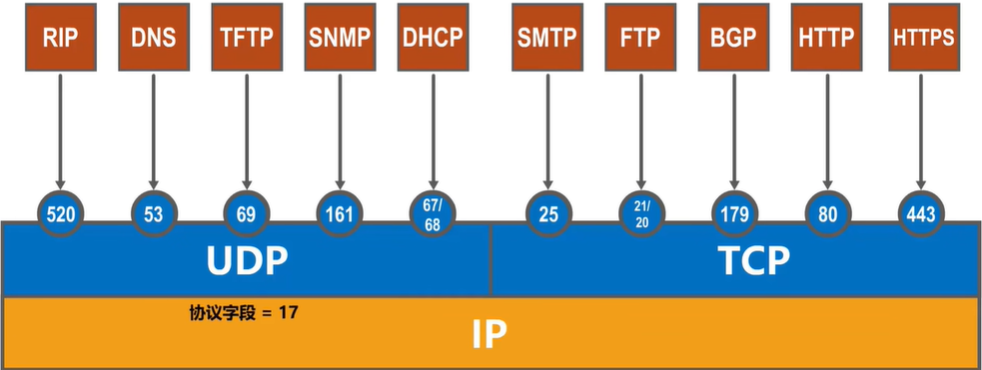 RIP DNS TFTP SNMP DHCP SMTP FTP BGP HTTP HTTPS
520 53 69 161 67/ 68 25 21/ 20 179 80 443
UDP TCP
协议字段 = 17
IP